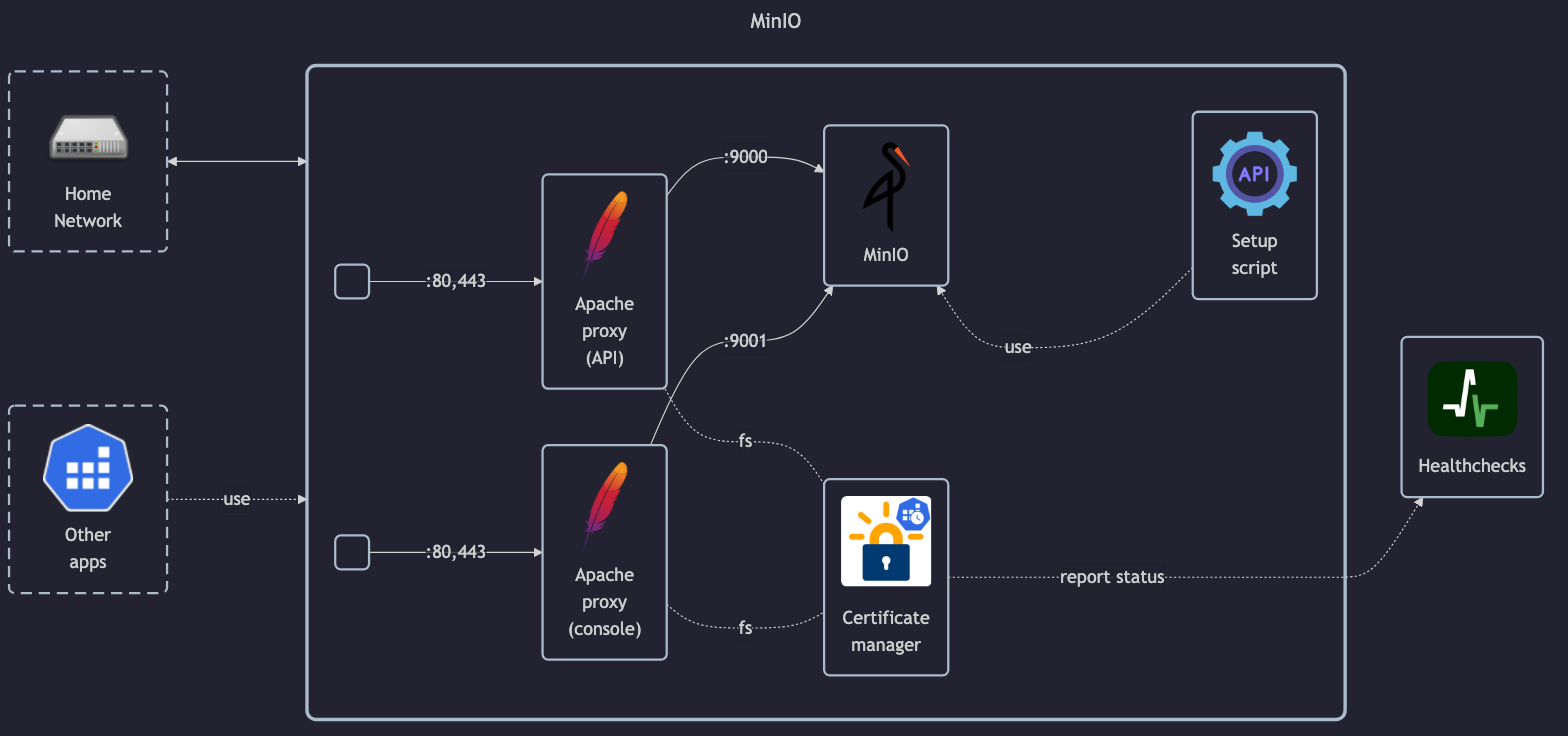 MinIO
Home
Network
:80,443
Apache
proxy
(API)
:9000
MinIO
API
Setup
script
:9001
use
Other
apps
use
:80,443
Apache
proxy
(console)
fs
fs
Certificate
manager
report status
Healthchecks